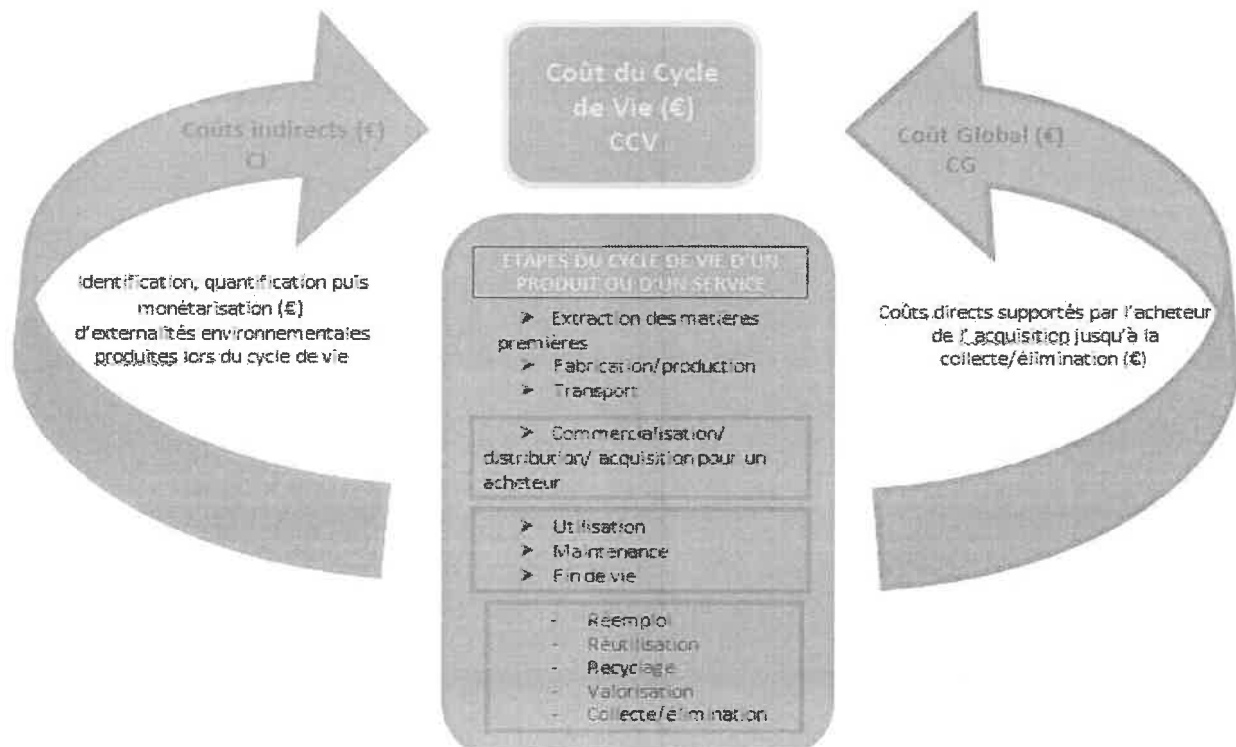 Coût du Cycle
de Vie (€)
CCV
Coûts indirects (€)
CI
Coût Global (€)
CG
Identification, quantification puis
monétarisation (€)
d'externalités environnementales
produites lors du cycle de vie
ETAPES DU CYCLE DE VIE D'UN
PRODUIT OU D'UN SERVICE
➤ Extraction des matières
premières
➤ Fabrication/production
➤ Transport
➤ Commercialisation/
distribution/ acquisition pour un
acheteur
➤ Utilisation
➤ Maintenance
➤ Fin de vie
- Réemploi
- Réutilisation
- Recyclage
- Valorisation
- Collecte/élimination
Coûts directs supportés par l'acheteur
de l'acquisition jusqu'à la
collecte/élimination (€)